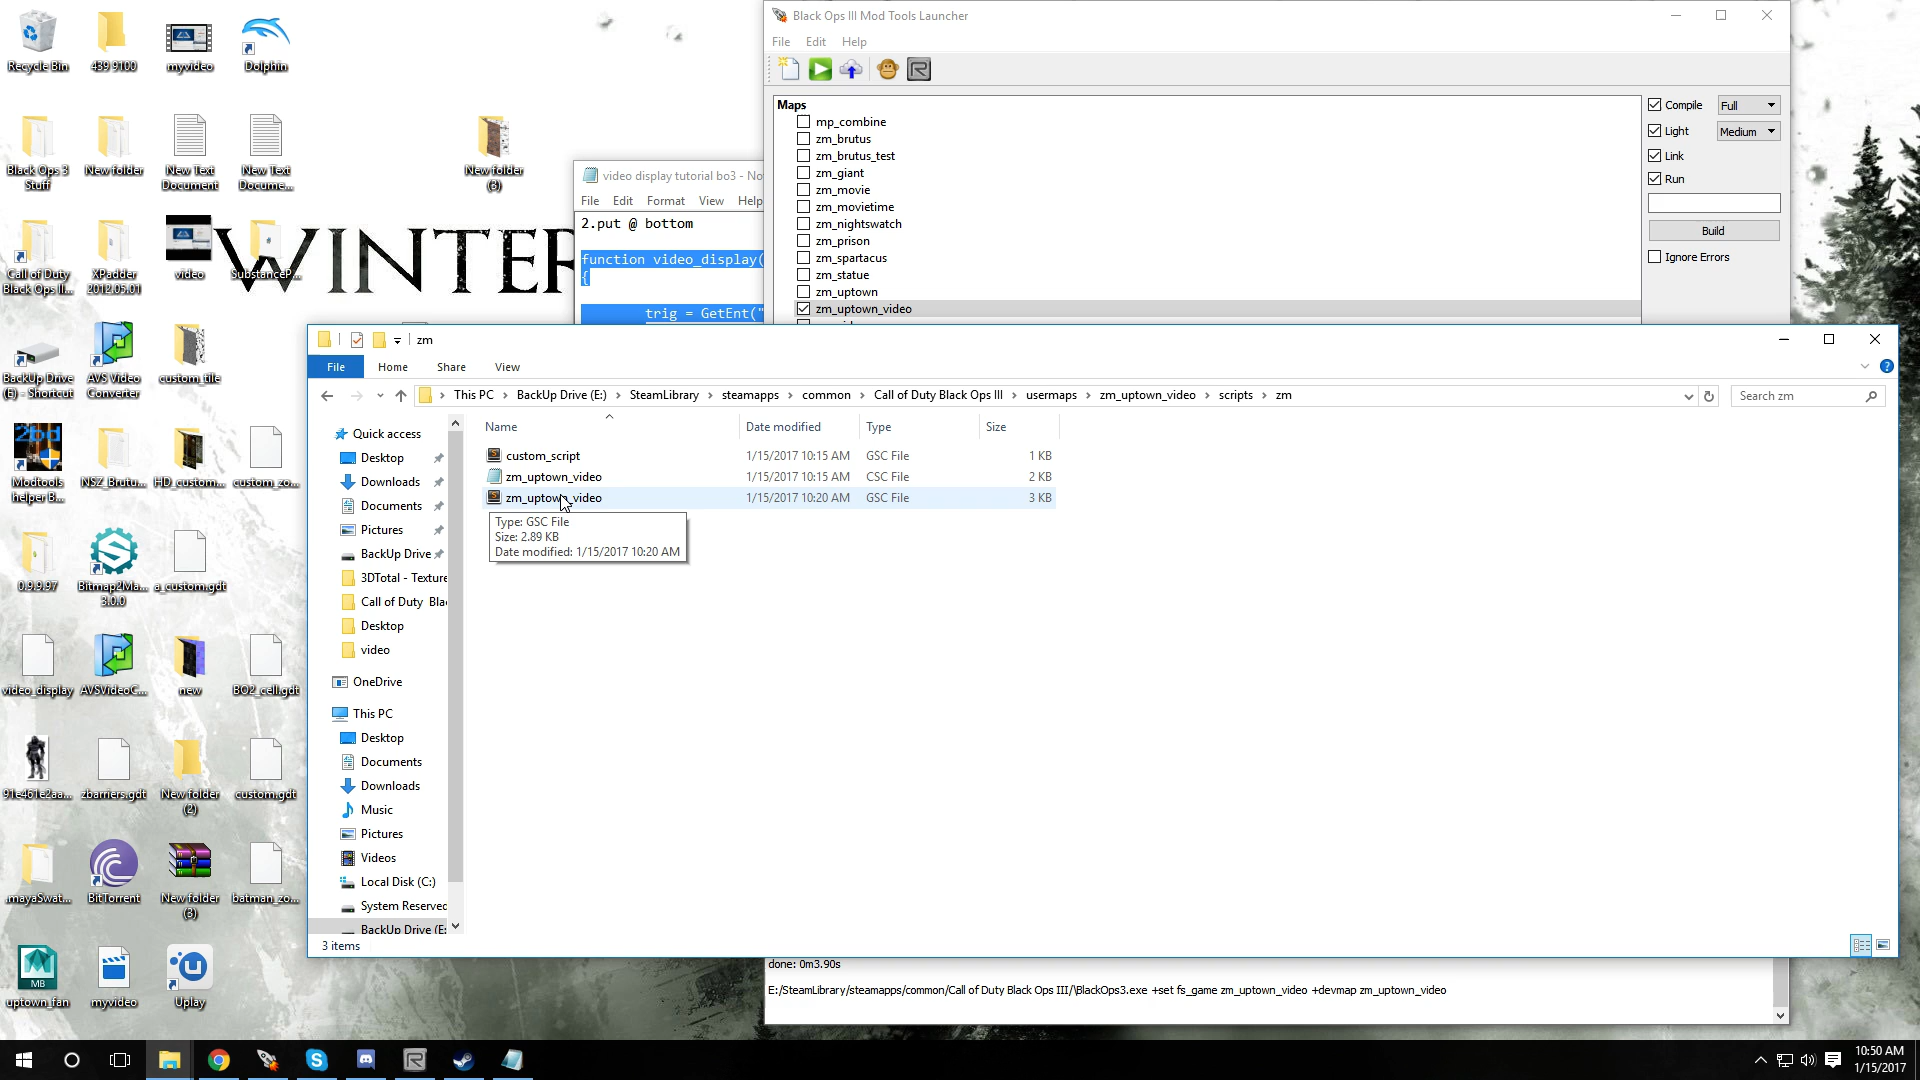 Recycle Bin
439 9100
myvideo
Dolphin
Black Ops 3 Stuff
New folder
New Text Document
New Text Docume...
New folder (3)
Call of Duty Black Ops II...
XPadder 2012.05.01
video
SubstanceP...
WINTER
BackUp Drive (E) - Shortcut
AVS Video Converter
custom_tile
Modtools helper B...
NSZ_Brutu...
HD_custom...
custom_zo...
0.9.9.97
Bitmap2Ma... 3.0.0
a_custom.gdt
video_display
AVSVideoC...
new
BO2_cell.gdt
91e461e2aa...
zbarriers.gdt
New folder (2)
custom.gdt
mayaSwat...
BitTorrent
New folder (3)
batman_zo...
MB
uptown_fan
myvideo
Uplay
Black Ops III Mod Tools Launcher
File Edit Help
Maps
mp_combine
zm_brutus
zm_brutus_test
zm_giant
zm_movie
zm_movietime
zm_nightswatch
zm_prison
zm_spartacus
zm_statue
zm_uptown
zm_uptown_video
Compile Full
Light Medium
Link
Run
Build
Ignore Errors
video display tutorial bo3 - No
File Edit Format View Help
2.put @ bottom
function video_display(
{
trig = GetEnt("
zm
File Home Share View
This PC > BackUp Drive (E:) > SteamLibrary > steamapps > common > Call of Duty Black Ops III > usermaps > zm_uptown_video > scripts > zm
Search zm
Name Date modified Type Size
custom_script 1/15/2017 10:15 AM GSC File 1 KB
zm_uptown_video 1/15/2017 10:15 AM CSC File 2 KB
zm_uptown_video 1/15/2017 10:20 AM GSC File 3 KB
Type: GSC File
Size: 2.89 KB
Date modified: 1/15/2017 10:20 AM
Quick access
Desktop
Downloads
Documents
Pictures
BackUp Drive
3DTotal - Texture
Call of Duty Bla
Desktop
video
OneDrive
This PC
Desktop
Documents
Downloads
Music
Pictures
Videos
Local Disk (C:)
System Reserved
BackUp Drive (E:
3 items
done: 0m3.90s
E:/SteamLibrary/steamapps/common/Call of Duty Black Ops III/\BlackOps3.exe +set fs_game zm_uptown_video +devmap zm_uptown_video
10:50 AM
1/15/2017